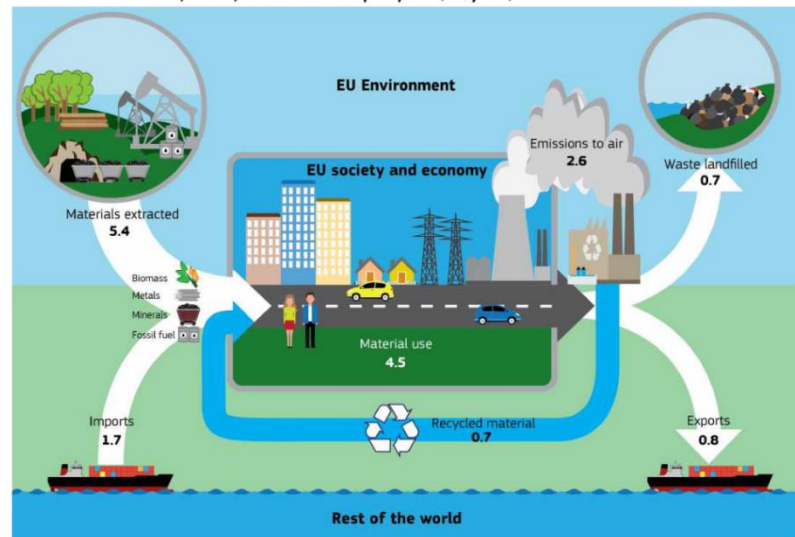 EU Environment
Emissions to air
2.6
Waste landfilled
0.7
EU society and economy
Materials extracted
5.4
Biomass
Metals
Minerals
Fossil fuel
Material use
4.5
Imports
1.7
Recycled material
0.7
Exports
0.8
Rest of the world